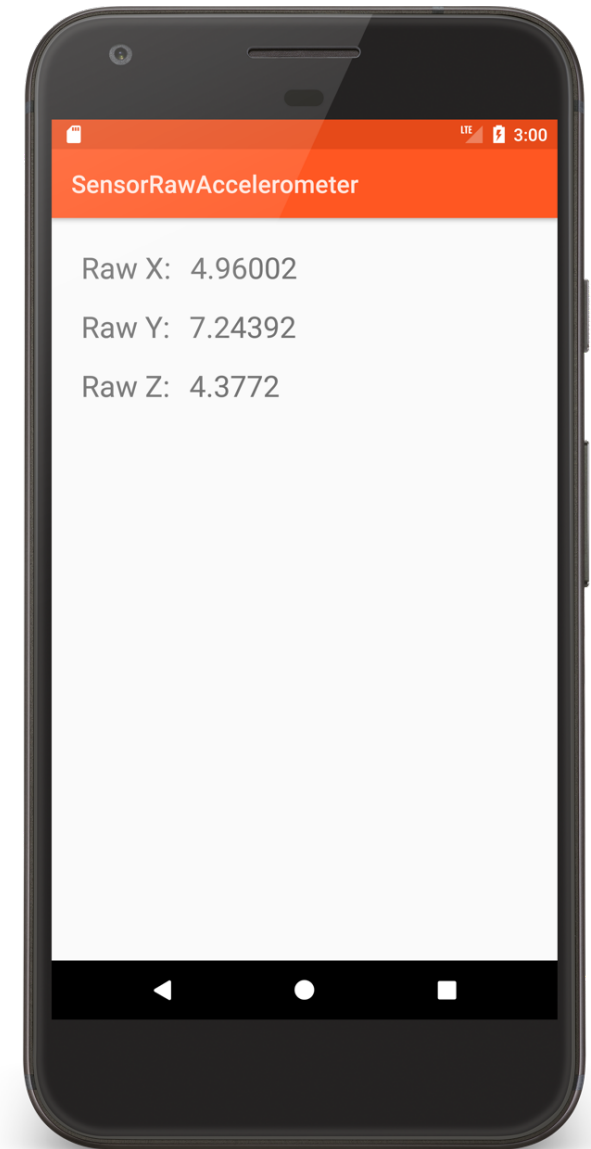 LTE 3:00
SensorRawAccelerometer
Raw X: 4.96002
Raw Y: 7.24392
Raw Z: 4.3772